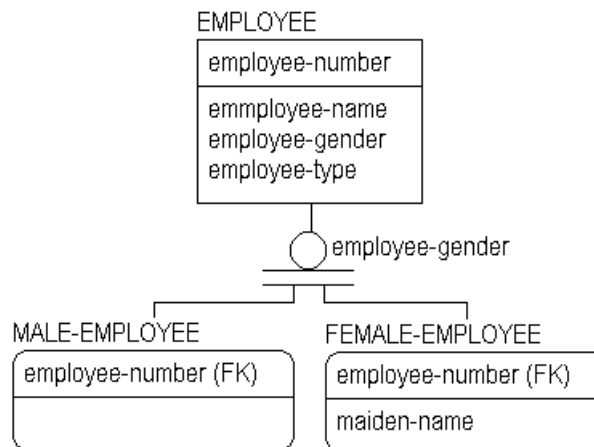 EMPLOYEE
employee-number
emmployee-name
employee-gender
employee-type
employee-gender
MALE-EMPLOYEE
employee-number (FK)
FEMALE-EMPLOYEE
employee-number (FK)
maiden-name